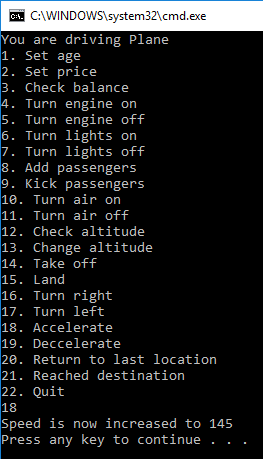 C:\WINDOWS\system32\cmd.exe
You are driving Plane
1. Set age
2. Set price
3. Check balance
4. Turn engine on
5. Turn engine off
6. Turn lights on
7. Turn lights off
8. Add passengers
9. Kick passengers
10. Turn air on
11. Turn air off
12. Check altitude
13. Change altitude
14. Take off
15. Land
16. Turn right
17. Turn left
18. Accelerate
19. Deccelerate
20. Return to last location
21. Reached destination
22. Quit
18
Speed is now increased to 145
Press any key to continue . . .